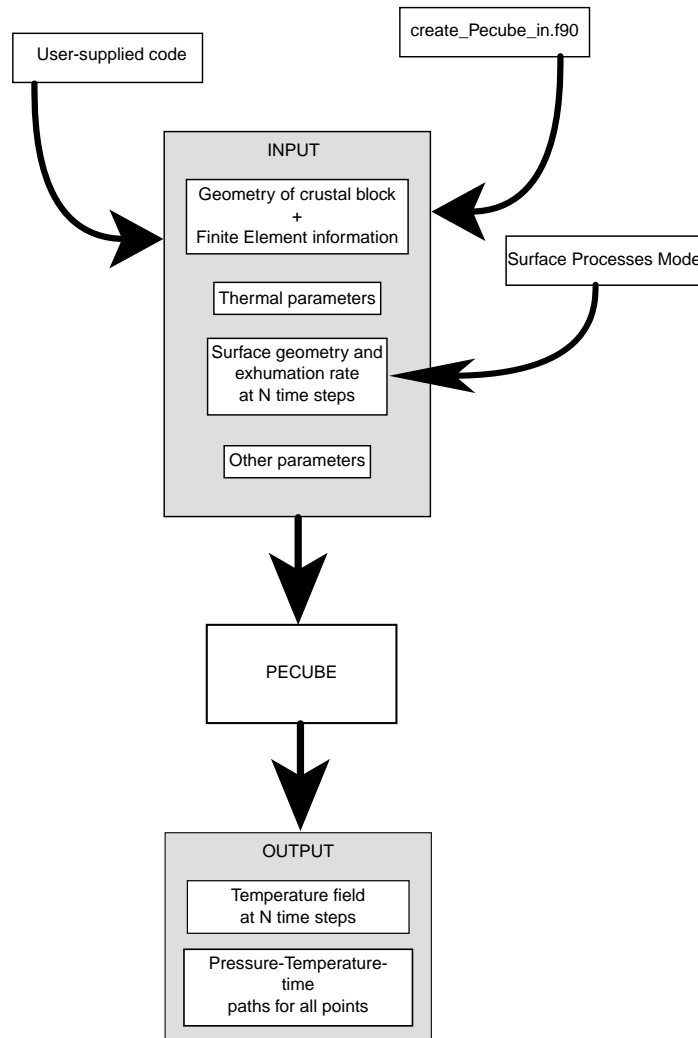 User-supplied code
create_Pecube_in.f90
INPUT
Geometry of crustal block
+
Finite Element information
Surface Processes Mode
Thermal parameters
Surface geometry and
exhumation rate
at N time steps
Other parameters
PECUBE
OUTPUT
Temperature field
at N time steps
Pressure-Temperature-
time
paths for all points